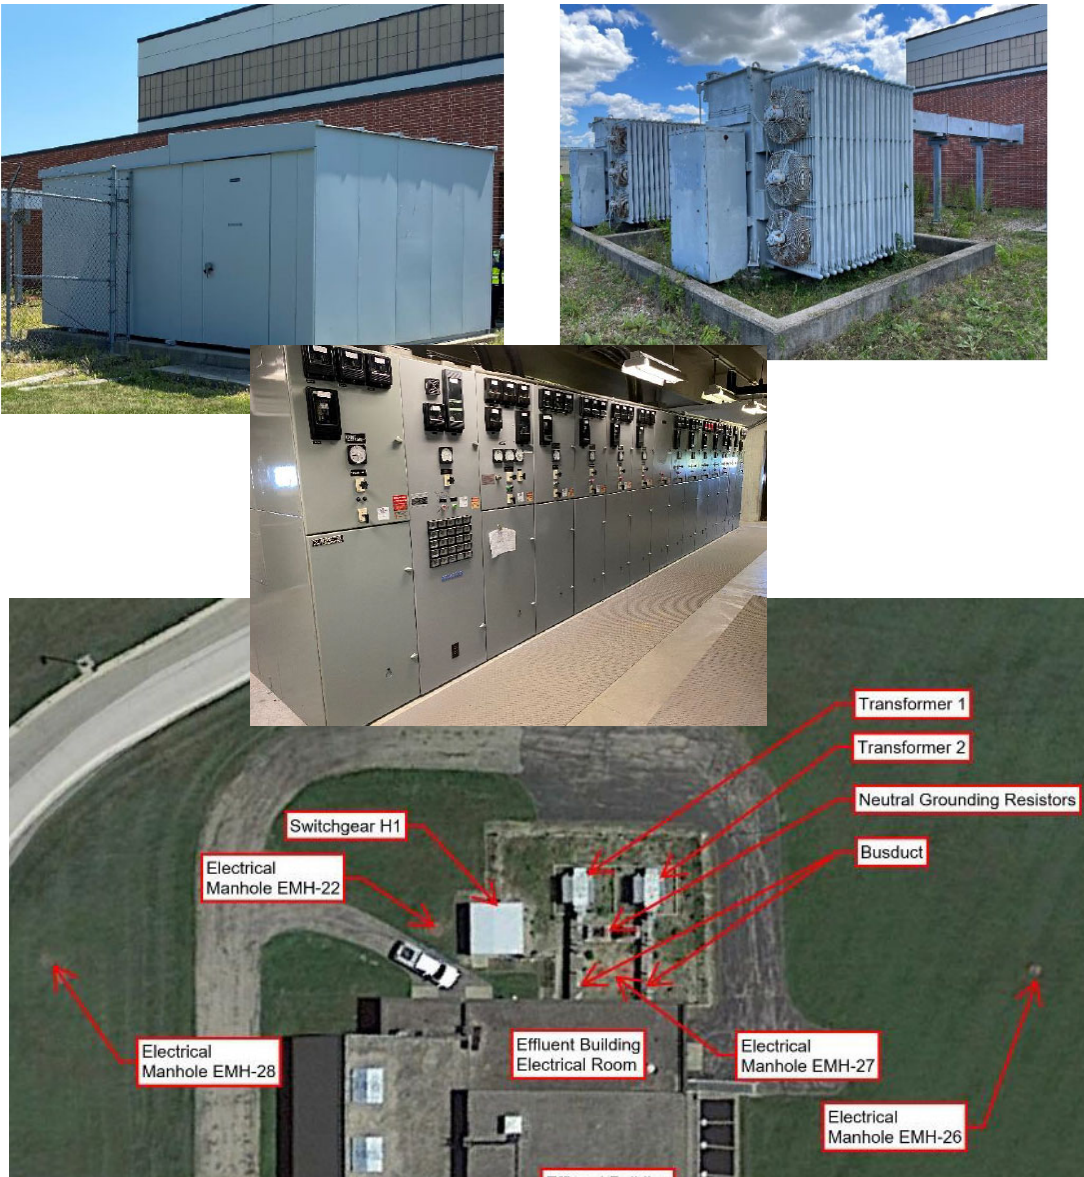 Transformer 1
Transformer 2
Neutral Grounding Resistors
Switchgear H1
Busduct
Electrical
Manhole EMH-22
Effluent Building
Electrical Room
Electrical
Manhole EMH-27
Electrical
Manhole EMH-28
Electrical
Manhole EMH-26